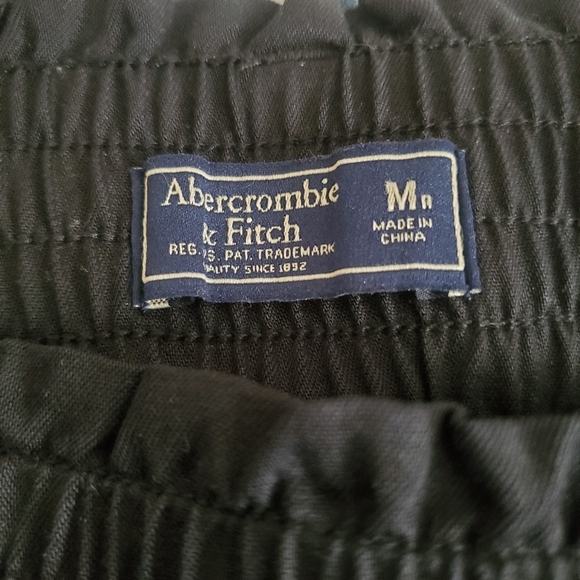 Abercrombie
& Fitch
REG. PAT. TRADEMARK
SINCE 1892
M
MADE IN
CHINA